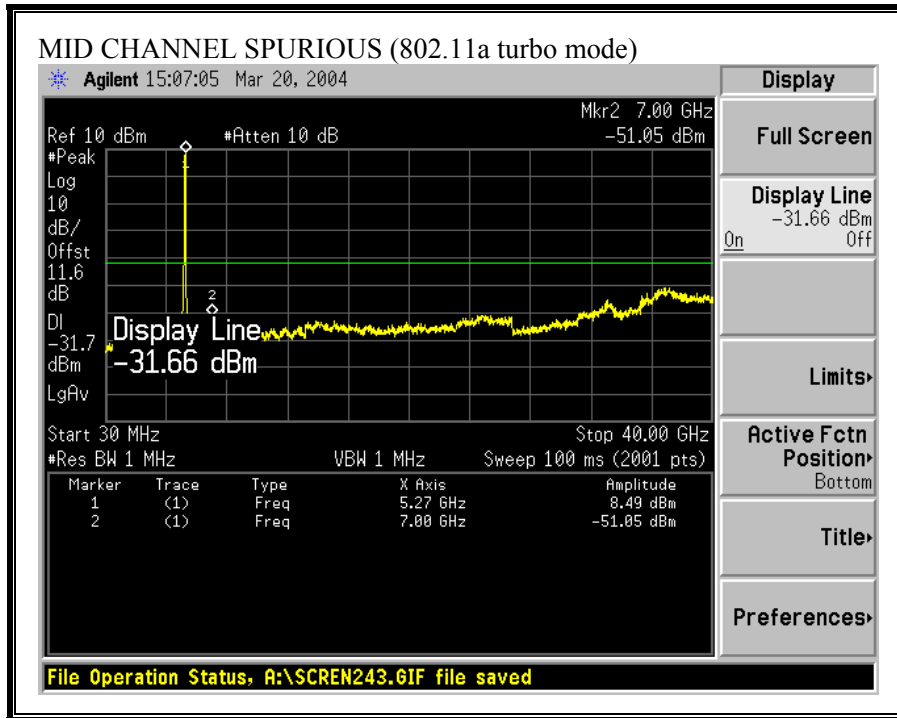 MID CHANNEL SPURIOUS (802.11a turbo mode)
Agilent 15:07:05 Mar 20, 2004
Display
Mkr2 7.00 GHz
Ref 10 dBm #Atten 10 dB -51.05 dBm
#Peak
Log
10
dB/
Offst
11.6
dB
DI
-31.7
dBm
LgAv
1
2
Display Line
-31.66 dBm
Start 30 MHz Stop 40.00 GHz
#Res BW 1 MHz VBW 1 MHz Sweep 100 ms (2001 pts)
Marker Trace Type X Axis Amplitude
1 (1) Freq 5.27 GHz 8.49 dBm
2 (1) Freq 7.00 GHz -51.05 dBm
Full Screen
Display Line
-31.66 dBm
On Off
Limits
Active Fctn
Position
Bottom
Title
Preferences
File Operation Status, A:\SCREN243.GIF file saved